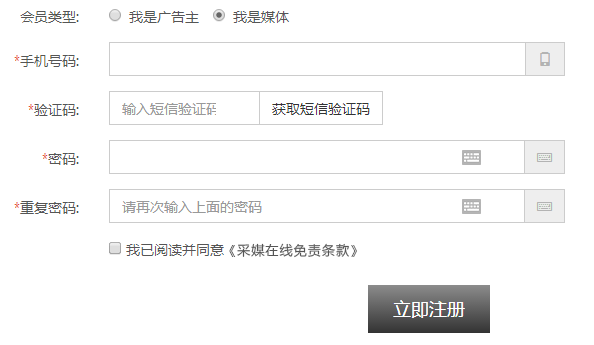 会员类型: 我是广告主 我是媒体
*手机号码:
*验证码: 输入短信验证码 获取短信验证码
*密码:
*重复密码: 请再次输入上面的密码
我已阅读并同意《采媒在线免责条款》
立即注册